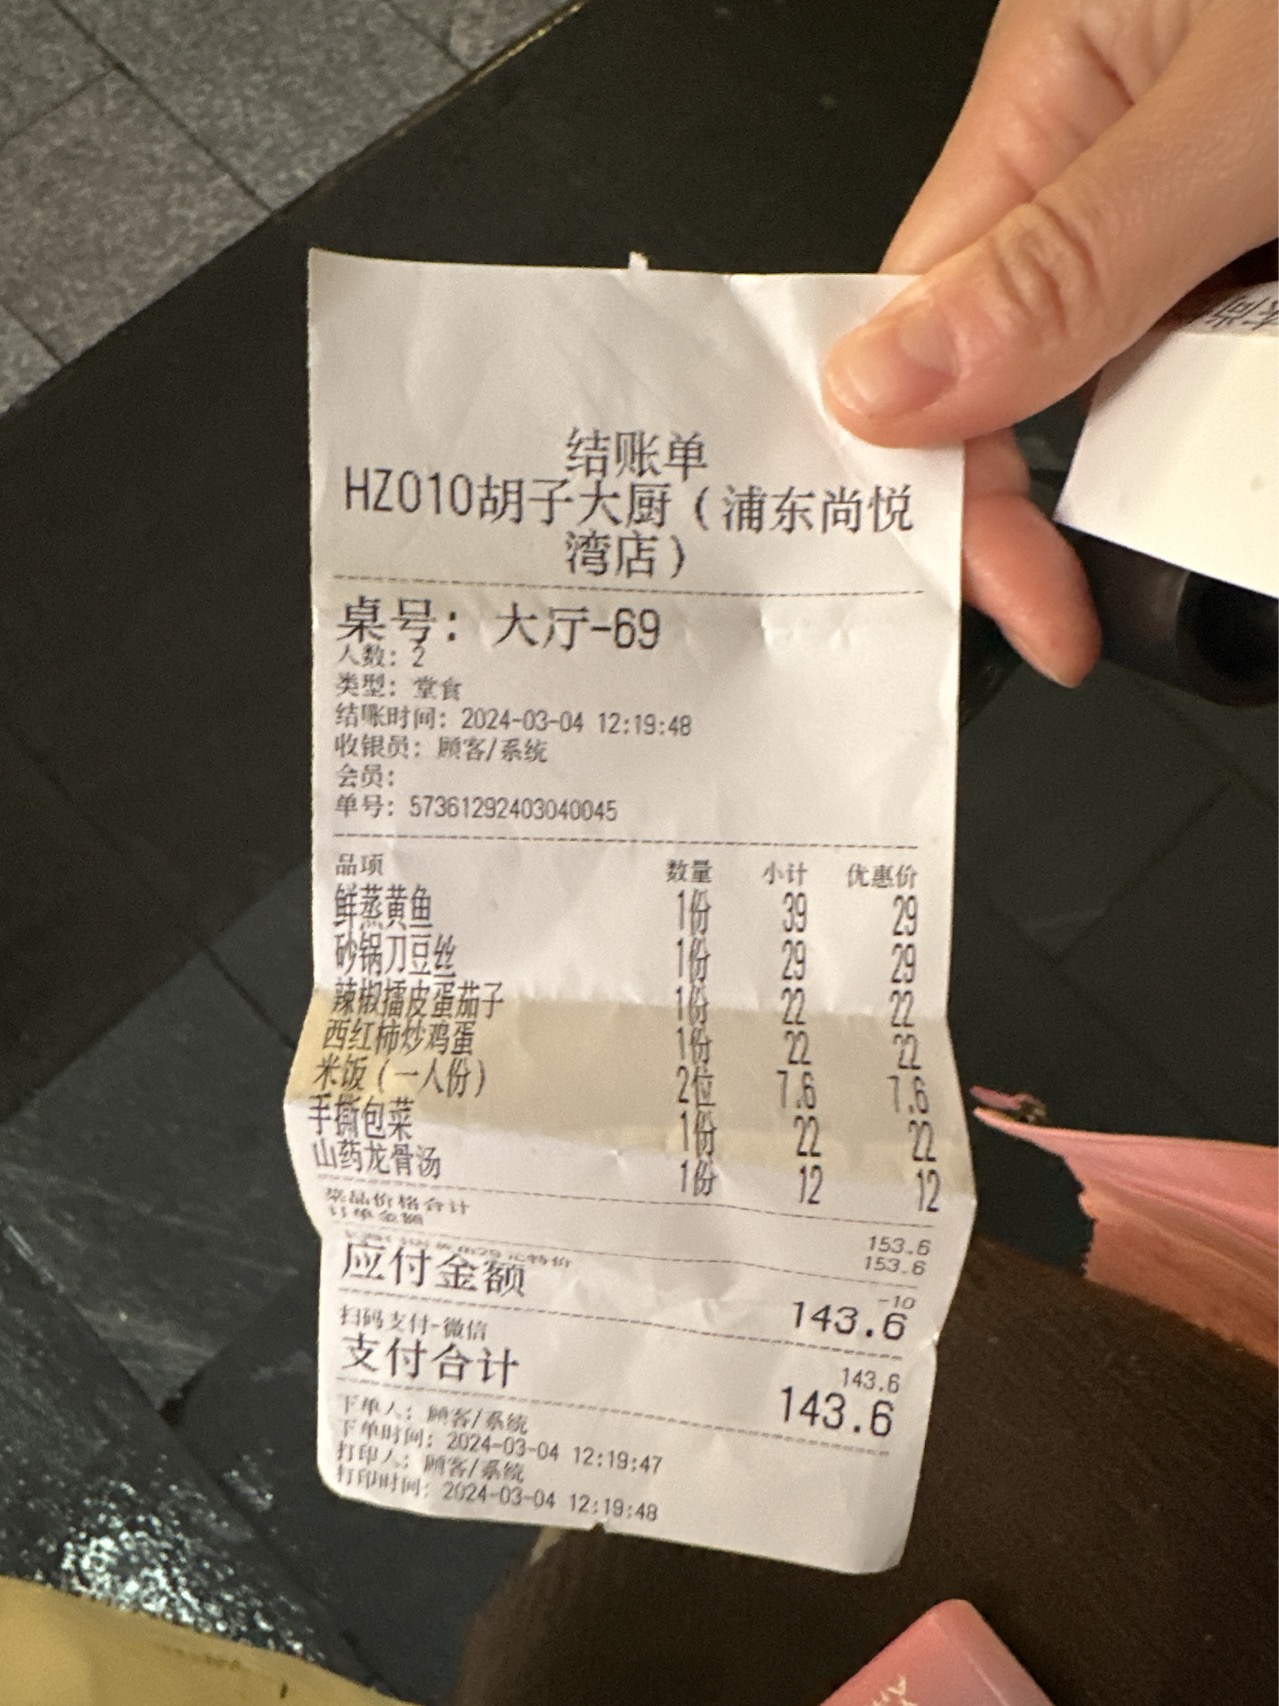 结账单
HZ010胡子大厨(浦东尚悦
湾店)
桌号: 大厅-69
人数: 2
类型: 堂食
结账时间: 2024-03-04 12:19:48
收银员: 顾客/系统
会员:
单号: 57361292403040045
品项 数量 小计 优惠价
鲜蒸黄鱼 1份 39 29
砂锅刀豆丝 1份 29 29
辣椒擂皮蛋茄子 1份 22 22
西红柿炒鸡蛋 1份 22 22
米饭(一人份) 2位 7.6 7.6
手撕包菜 1份 22 22
山药龙骨汤 1份 12 12
菜品价格合计 153.6
订单金额 153.6
29元特价 -10
应付金额 143.6
扫码支付-微信 143.6
支付合计 143.6
下单人: 顾客/系统
下单时间: 2024-03-04 12:19:47
打印人: 顾客/系统
打印时间: 2024-03-04 12:19:48